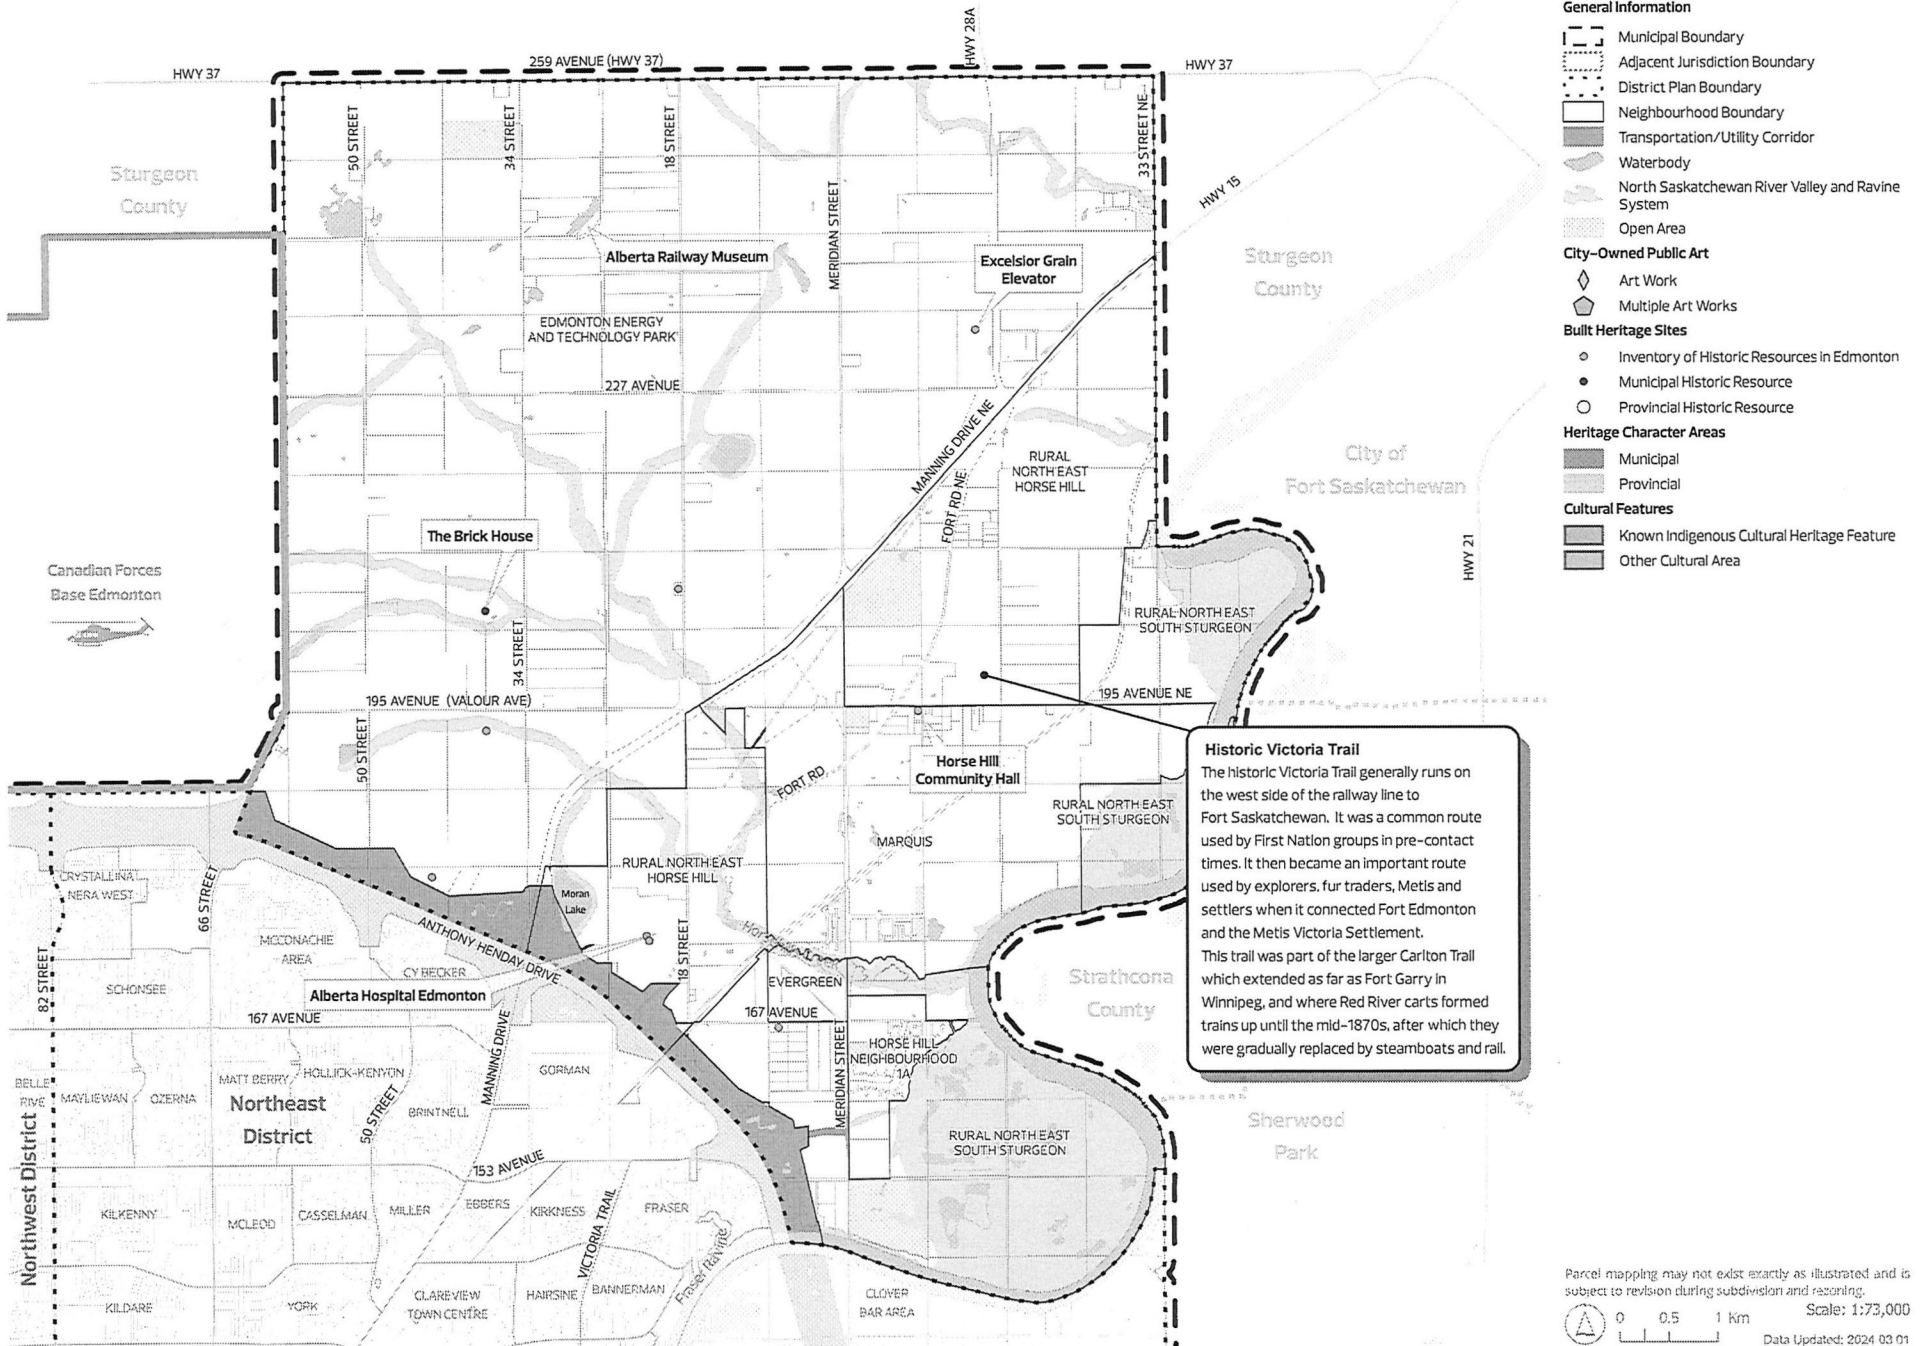 HWY 37
259 AVENUE (HWY 37)
HWY 28A
HWY 37
50 STREET
34 STREET
18 STREET
MERIDIAN STREET
33 STREET NE
HWY 15
Sturgeon
County
Alberta Railway Museum
Excelsior Grain
Elevator
Sturgeon
County
EDMONTON ENERGY
AND TECHNOLOGY PARK
227 AVENUE
MANNING DRIVE NE
FORT RD NE
RURAL
NORTH EAST
HORSE HILL
City of
Fort Saskatchewan
HWY 21
The Brick House
Canadian Forces
Base Edmonton
34 STREET
RURAL NORTH EAST
SOUTH STURGEON
195 AVENUE (VALOUR AVE)
195 AVENUE NE
50 STREET
Horse Hill
Community Hall
FORT RD
RURAL NORTH EAST
SOUTH STURGEON
MARQUIS
RURAL NORTH EAST
HORSE HILL
Moran
Lake
Historic Victoria Trail
The historic Victoria Trail generally runs on
the west side of the railway line to
Fort Saskatchewan. It was a common route
used by First Nation groups in pre-contact
times. It then became an important route
used by explorers, fur traders, Metis and
settlers when it connected Fort Edmonton
and the Metis Victoria Settlement.
This trail was part of the larger Carlton Trail
which extended as far as Fort Garry in
Winnipeg, and where Red River carts formed
trains up until the mid-1870s, after which they
were gradually replaced by steamboats and rail.
CRYSTALLINA
NERA WEST
66 STREET
82 STREET
MCCONACHIE
AREA
ANTHONY HENDAY DRIVE
CY BECKER
SCHONSEE
Alberta Hospital Edmonton
18 STREET
EVERGREEN
167 AVENUE
167 AVENUE
Strathcona
County
MANNING DRIVE
MERIDIAN STREET
HORSE HILL
NEIGHBOURHOOD
1A
BELLE
RIVE
MAYLIEWAN
OZERNA
MATT BERRY
HOLLICK-KENYON
GORMAN
Northeast
District
50 STREET
BRINTNELL
RURAL NORTH EAST
SOUTH STURGEON
Sherwood
Park
Northwest District
153 AVENUE
KILKENNY
MCLEOD
CASSELMAN
MILLER
EBBERS
KIRKNESS
VICTORIA TRAIL
FRASER
Fraser Ravine
KILDARE
YORK
CLAREVIEW
TOWN CENTRE
HAIRSINE
BANNERMAN
CLOVER
BAR AREA
General Information
Municipal Boundary
Adjacent Jurisdiction Boundary
District Plan Boundary
Neighbourhood Boundary
Transportation/Utility Corridor
Waterbody
North Saskatchewan River Valley and Ravine
System
Open Area
City-Owned Public Art
Art Work
Multiple Art Works
Built Heritage Sites
Inventory of Historic Resources in Edmonton
Municipal Historic Resource
Provincial Historic Resource
Heritage Character Areas
Municipal
Provincial
Cultural Features
Known Indigenous Cultural Heritage Feature
Other Cultural Area
Parcel mapping may not exist exactly as illustrated and is
subject to revision during subdivision and rezoning.
Scale: 1:73,000
0 0.5 1 Km
Data Updated: 2024 03 01